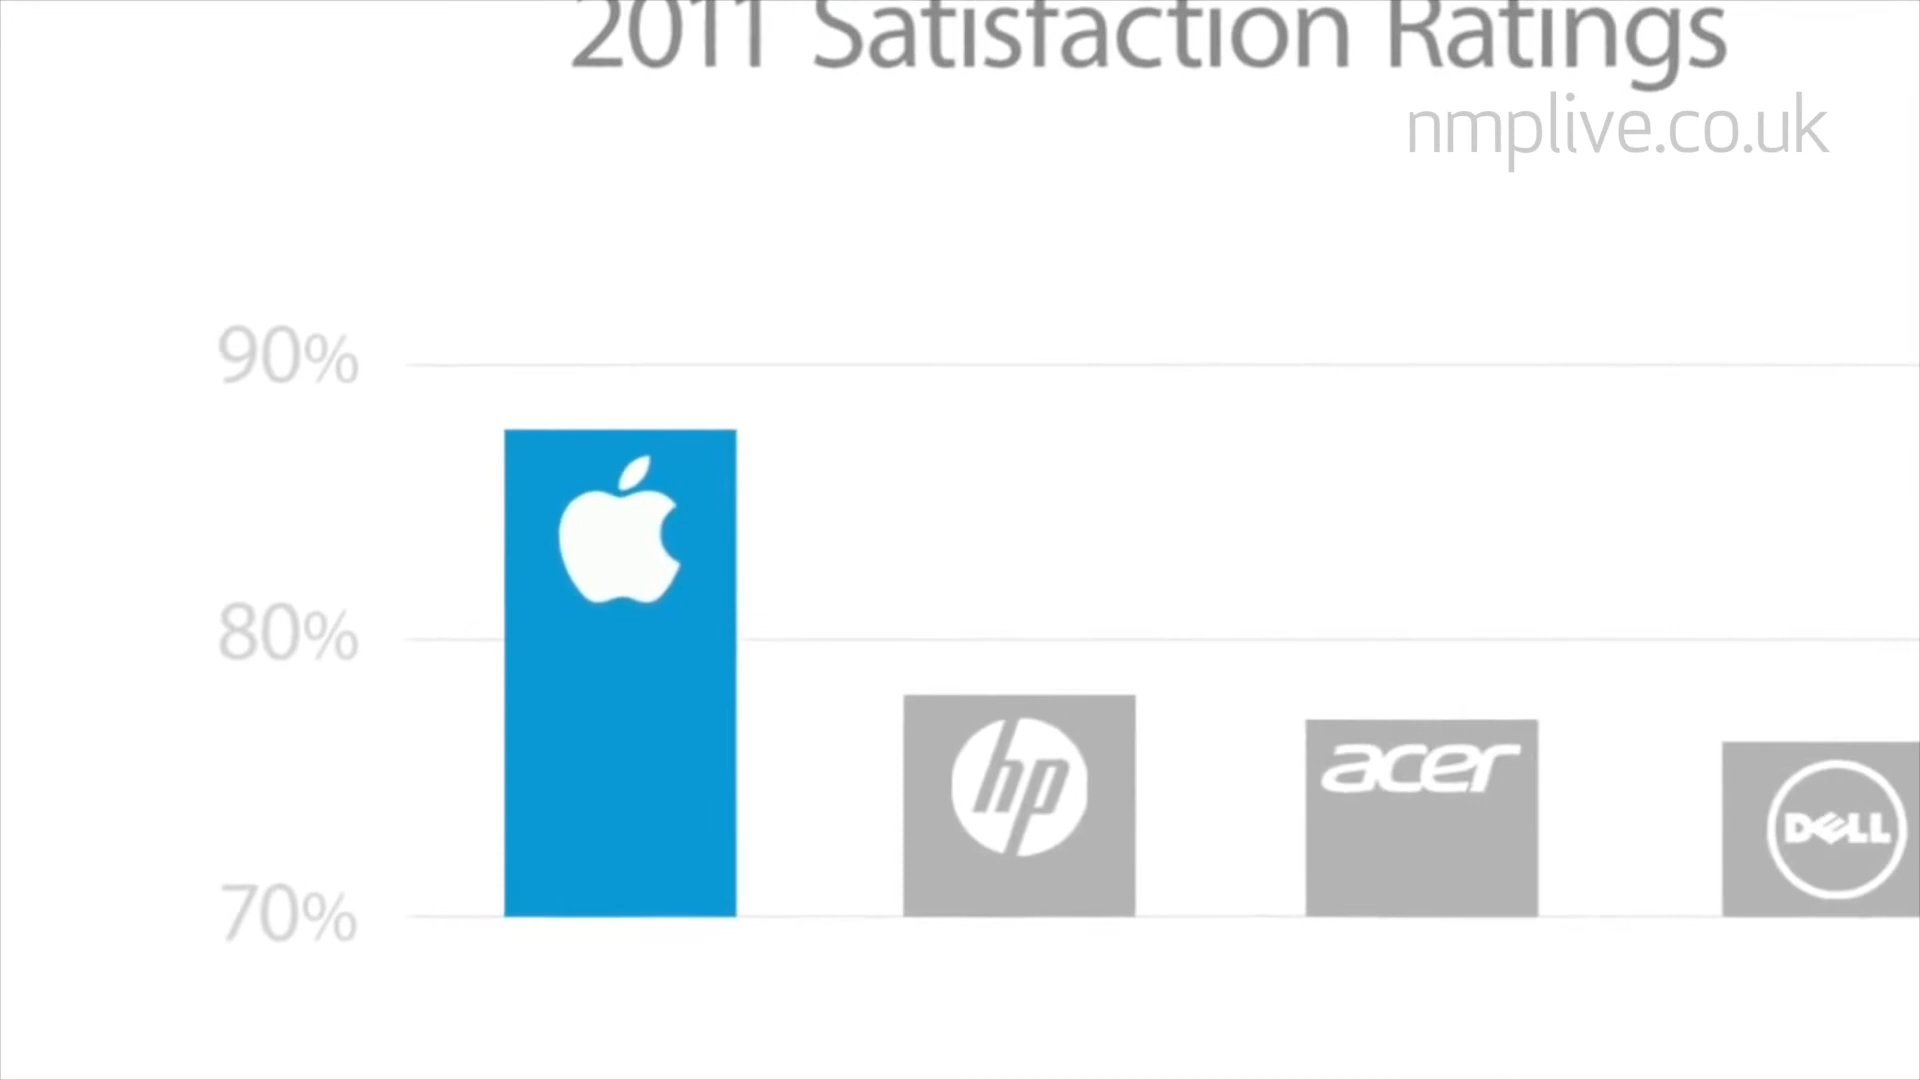 2011 Satisfaction Ratings
nmplive.co.uk
90%
80%
70%
hp
acer
DELL